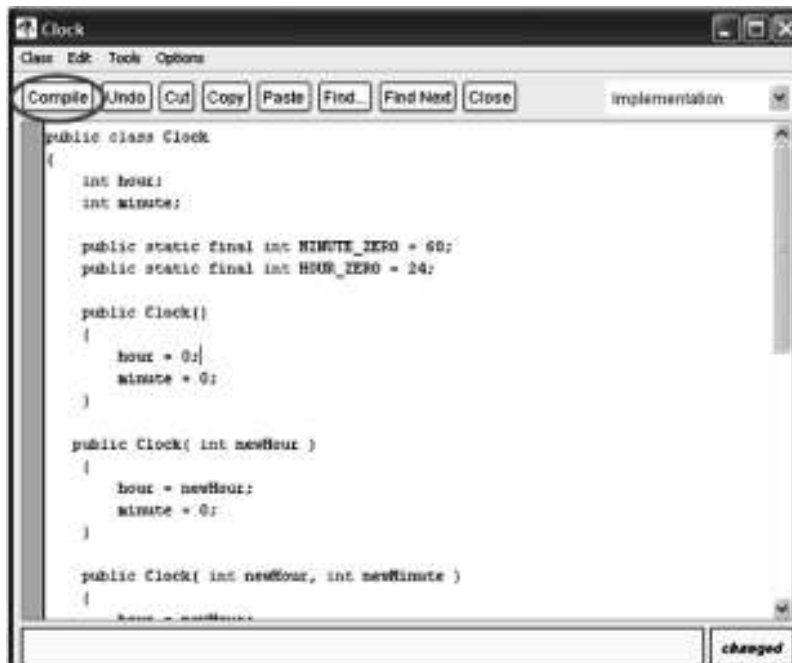 Clock
Class Edit Tools Options
Compile Undo Cut Copy Paste Find... Find Next Close Implementation
public class Clock
{
int hour;
int minute;
public static final int MINUTE_ZERO = 60;
public static final int HOUR_ZERO = 24;
public Clock()
{
hour = 0;
minute = 0;
}
public Clock( int newHour )
{
hour = newHour;
minute = 0;
}
public Clock( int newHour, int newMinute )
{
hour = newHour;
changed